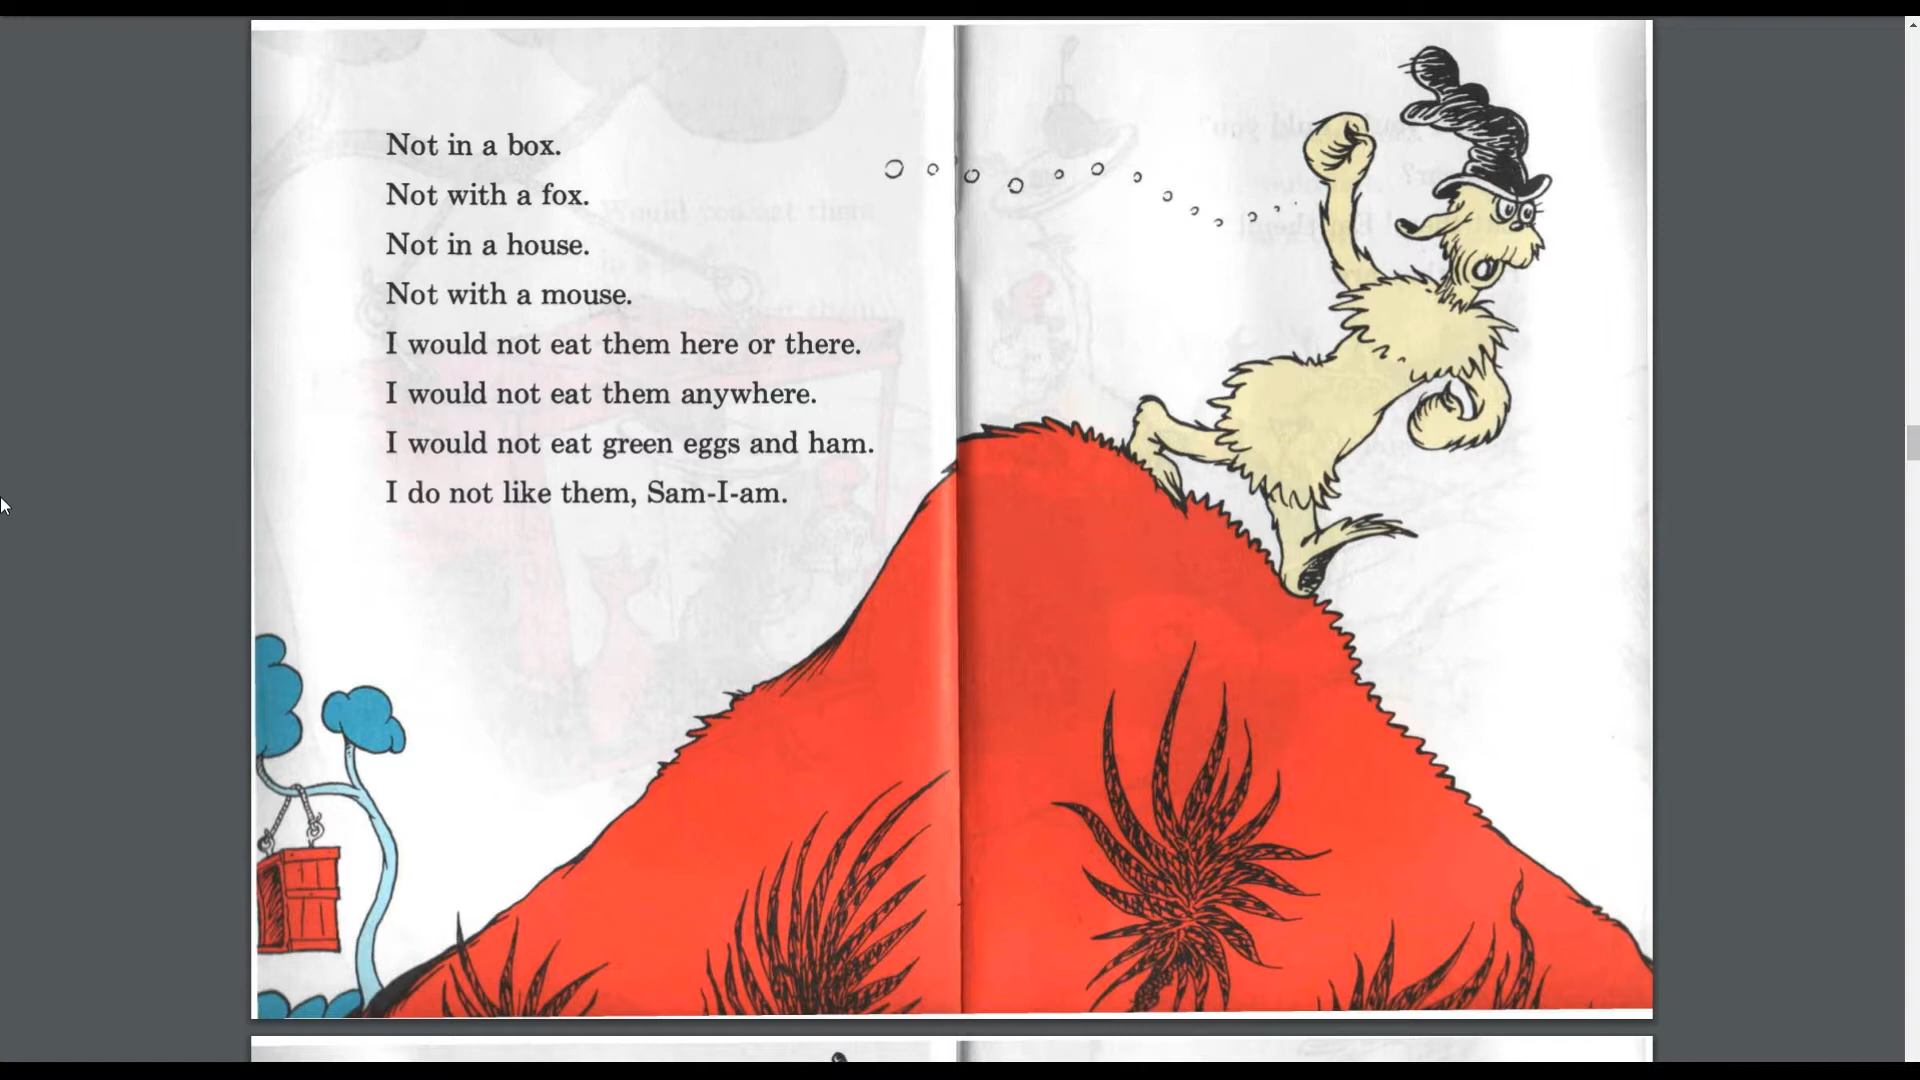 Not in a box.
Not with a fox.
Not in a house.
Not with a mouse.
I would not eat them here or there.
I would not eat them anywhere.
I would not eat green eggs and ham.
I do not like them, Sam-I-am.